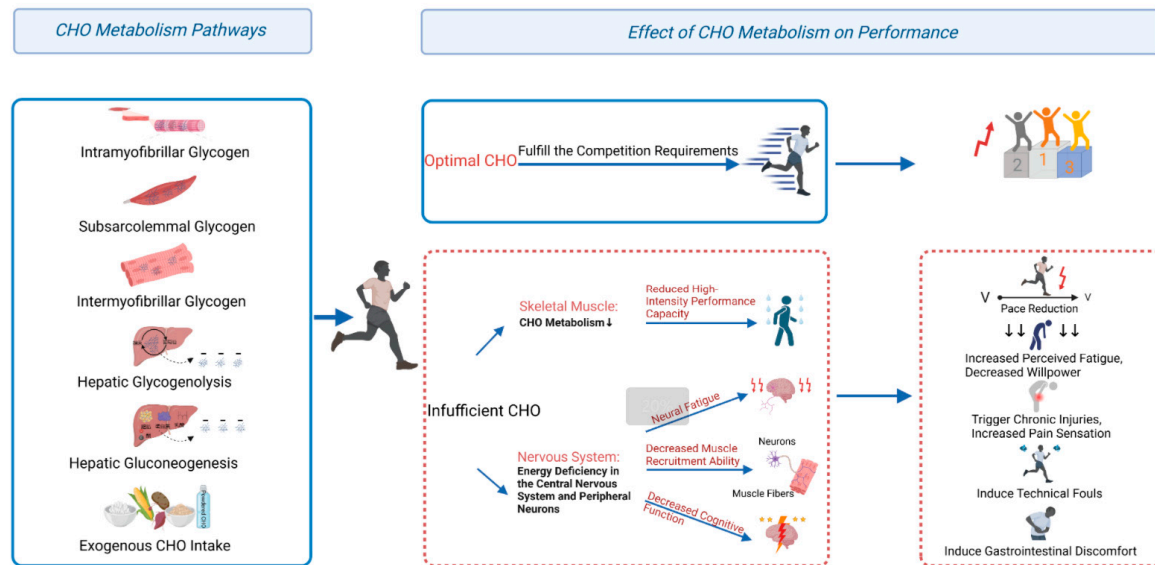 CHO Metabolism Pathways
Effect of CHO Metabolism on Performance
Intramyofibrillar Glycogen
Subsarcolemmal Glycogen
Intermyofibrillar Glycogen
Hepatic Glycogenolysis
Hepatic Gluconeogenesis
Exogenous CHO Intake
Optimal CHO
Fulfill the Competition Requirements
2
1
3
Infufficient CHO
Skeletal Muscle:
CHO Metabolism↓
Reduced High-
Intensity Performance
Capacity
Nervous System:
Energy Deficiency in
the Central Nervous
System and Peripheral
Neurons
Neural Fatigue
Decreased Muscle
Recruitment Ability
Neurons
Muscle Fibers
Decreased Cognitive
Function
V
V
Pace Reduction
Increased Perceived Fatigue,
Decreased Willpower
Trigger Chronic Injuries,
Increased Pain Sensation
Induce Technical Fouls
Induce Gastrointestinal Discomfort